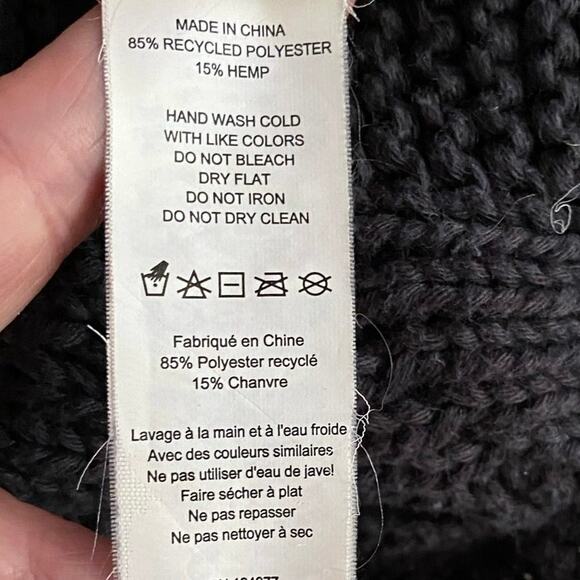 MADE IN CHINA
85% RECYCLED POLYESTER
15% HEMP
HAND WASH COLD
WITH LIKE COLORS
DO NOT BLEACH
DRY FLAT
DO NOT IRON
DO NOT DRY CLEAN
Fabriqué en Chine
85% Polyester recyclé
15% Chanvre
Lavage à la main et à l'eau froide
Avec des couleurs similaires
Ne pas utiliser d'eau de jave!
Faire sécher à plat
Ne pas repasser
Ne pas nettoyer à sec